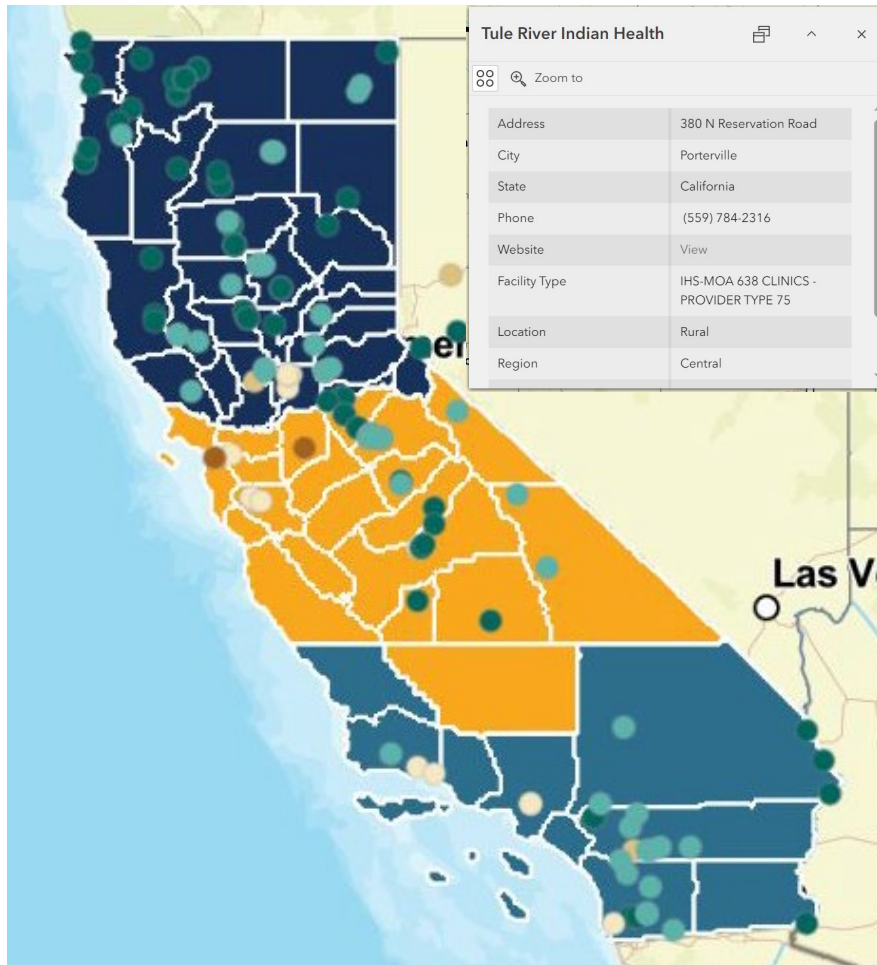 Tule River Indian Health
Zoom to
Address 380 N Reservation Road
City Porterville
State California
Phone (559) 784-2316
Website View
Facility Type IHS-MOA 638 CLINICS -
PROVIDER TYPE 75
Location Rural
Region Central
Las V